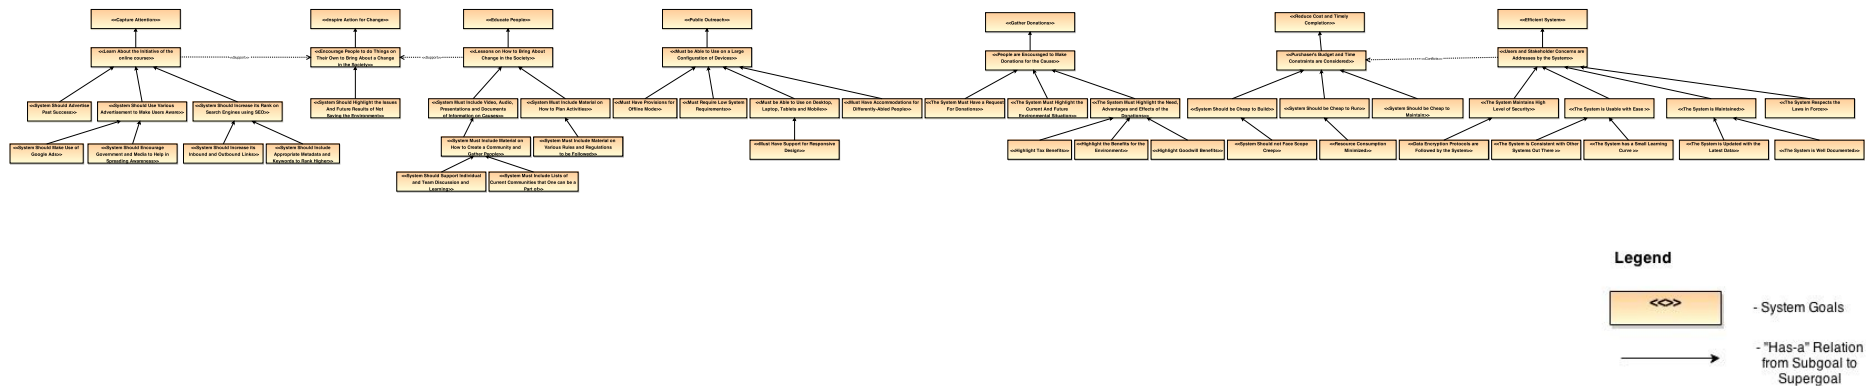 <<Capture Attention>>
<<Inspire Action for Change>>
<<Educate People>>
<<Public Outreach>>
<<Gather Donations>>
<<Reduce Cost and Timely
Completion>>
<<Efficient System>>
<<Learn About the Initiative of the
online course>>
<<Encourage People to do Things on
Their Own to Bring About a Change
in the Society>>
<<Lessons on How to Bring About
Change in the Society>>
<<Must be Able to Use on a Large
Configuration of Devices>>
<<People are Encouraged to Make
Donations for the Cause>>
<<Purchaser's Budget and Time
Constraints are Considered>>
<<Users and Stakeholder Concerns are
Addresses by the System>>
<<System Should Advertise
Past Success>>
<<System Should Use Various
Advertisement to Make Users Aware>>
<<System Should Increase its Rank on
Search Engines using SEO>>
<<System Should Highlight the Issues
And Future Results of Not
Saving the Environment>>
<<System Must Include Video, Audio,
Presentations and Documents
of Information on Causes>>
<<System Must Include Material on
How to Plan Activities>>
<<Must Have Provisions for
Offline Mode>>
<<Must Require Low System
Requirements>>
<<Must be Able to Use on Desktop,
Laptop, Tablets and Mobile>>
<<Must Have Accommodations for
Differently-Abled People>>
<<The System Must Have a Request
For Donations>>
<<The System Must Highlight the
Current And Future
Environmental Situation>>
<<The System Must Highlight the Need,
Advantages and Effects of the
Donations>>
<<System Should be Cheap to Build>>
<<System Should be Cheap to Run>>
<<System Should be Cheap to
Maintain>>
<<The System Maintains High
Level of Security>>
<<The System is Usable with Ease >>
<<The System is Maintained>>
<<The System Respects the
Laws in Force>>
<<System Should Make Use of
Google Ads>>
<<System Should Encourage
Government and Media to Help in
Spreading Awareness>>
<<System Should Increase its
Inbound and Outbound Links>>
<<System Should Include
Appropriate Metadata and
Keywords to Rank Higher>>
<<System Must Include Material on
How to Create a Community and
Gather People>>
<<System Must Include Material on
Various Rules and Regulations
to be Followed>>
<<Must Have Support for Responsive
Design>>
<<Highlight Tax Benefits>>
<<Highlight the Benefits for the
Environment>>
<<Highlight Goodwill Benefits>>
<<System Should not Face Scope
Creep>>
<<Resource Consumption
Minimized>>
<<Data Encryption Protocols are
Followed by the System>>
<<The System is Consistent with Other
Systems Out There >>
<<The System has a Small Learning
Curve >>
<<The System is Updated with the
Latest Data>>
<<The System is Well Documented>>
<<System Should Support Individual
and Team Discussion and
Learning>>
<<System Must Include Lists of
Current Communities that One can be a
Part of>>
Legend
<<>>
- System Goals
- "Has-a" Relation
from Subgoal to
Supergoal